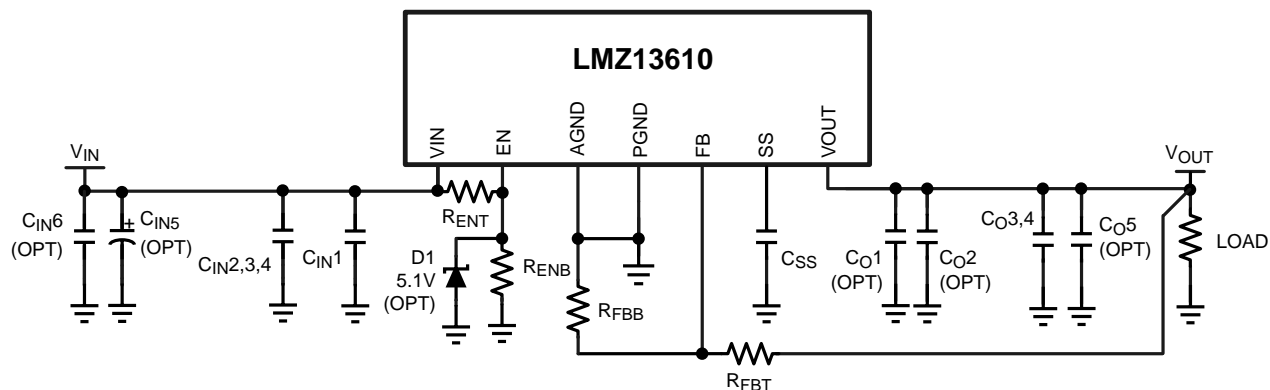 LMZ13610
VIN
EN
AGND
PGND
FB
SS
VOUT
VIN
VOUT
CIN6
(OPT)
+
CIN5
(OPT)
CIN2,3,4
CIN1
RENT
D1
5.1V
(OPT)
RENB
RFBB
CSS
RFBT
CO1
(OPT)
CO2
(OPT)
CO3,4
CO5
(OPT)
LOAD